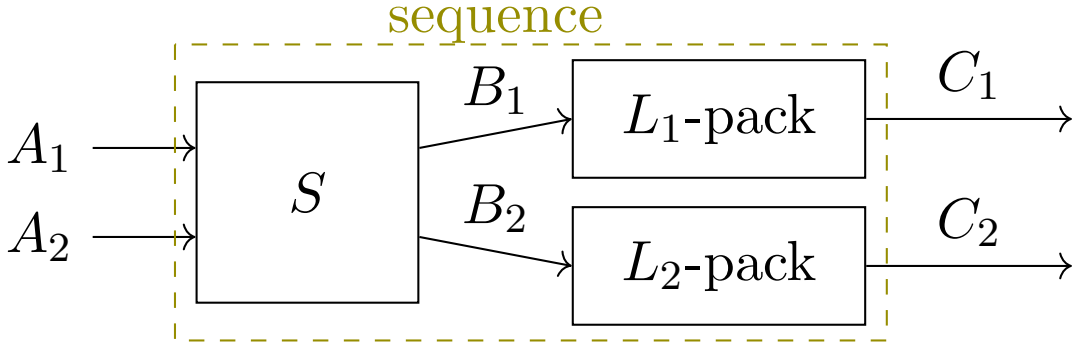 sequence
A₁
A₂
S
B₁
B₂
L₁-pack
L₂-pack
C₁
C₂